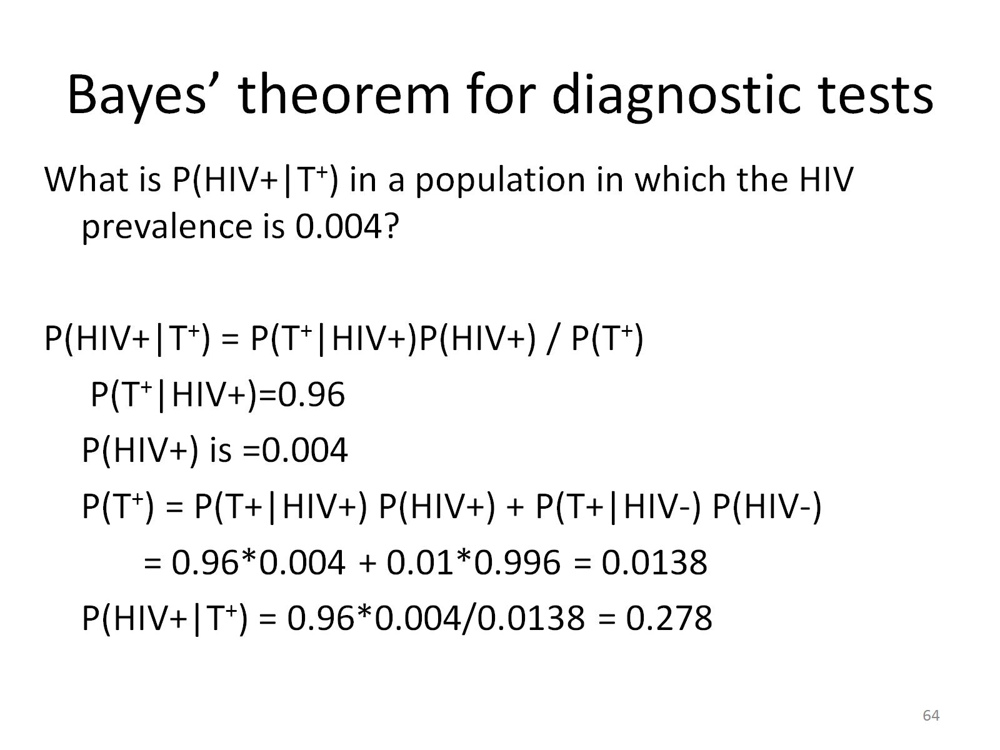 Bayes’ theorem for diagnostic tests
What is P(HIV+|T⁺) in a population in which the HIV
prevalence is 0.004?
P(HIV+|T⁺) = P(T⁺|HIV+)P(HIV+) / P(T⁺)
P(T⁺|HIV+)=0.96
P(HIV+) is =0.004
P(T⁺) = P(T+|HIV+) P(HIV+) + P(T+|HIV-) P(HIV-)
= 0.96*0.004 + 0.01*0.996 = 0.0138
P(HIV+|T⁺) = 0.96*0.004/0.0138 = 0.278
64